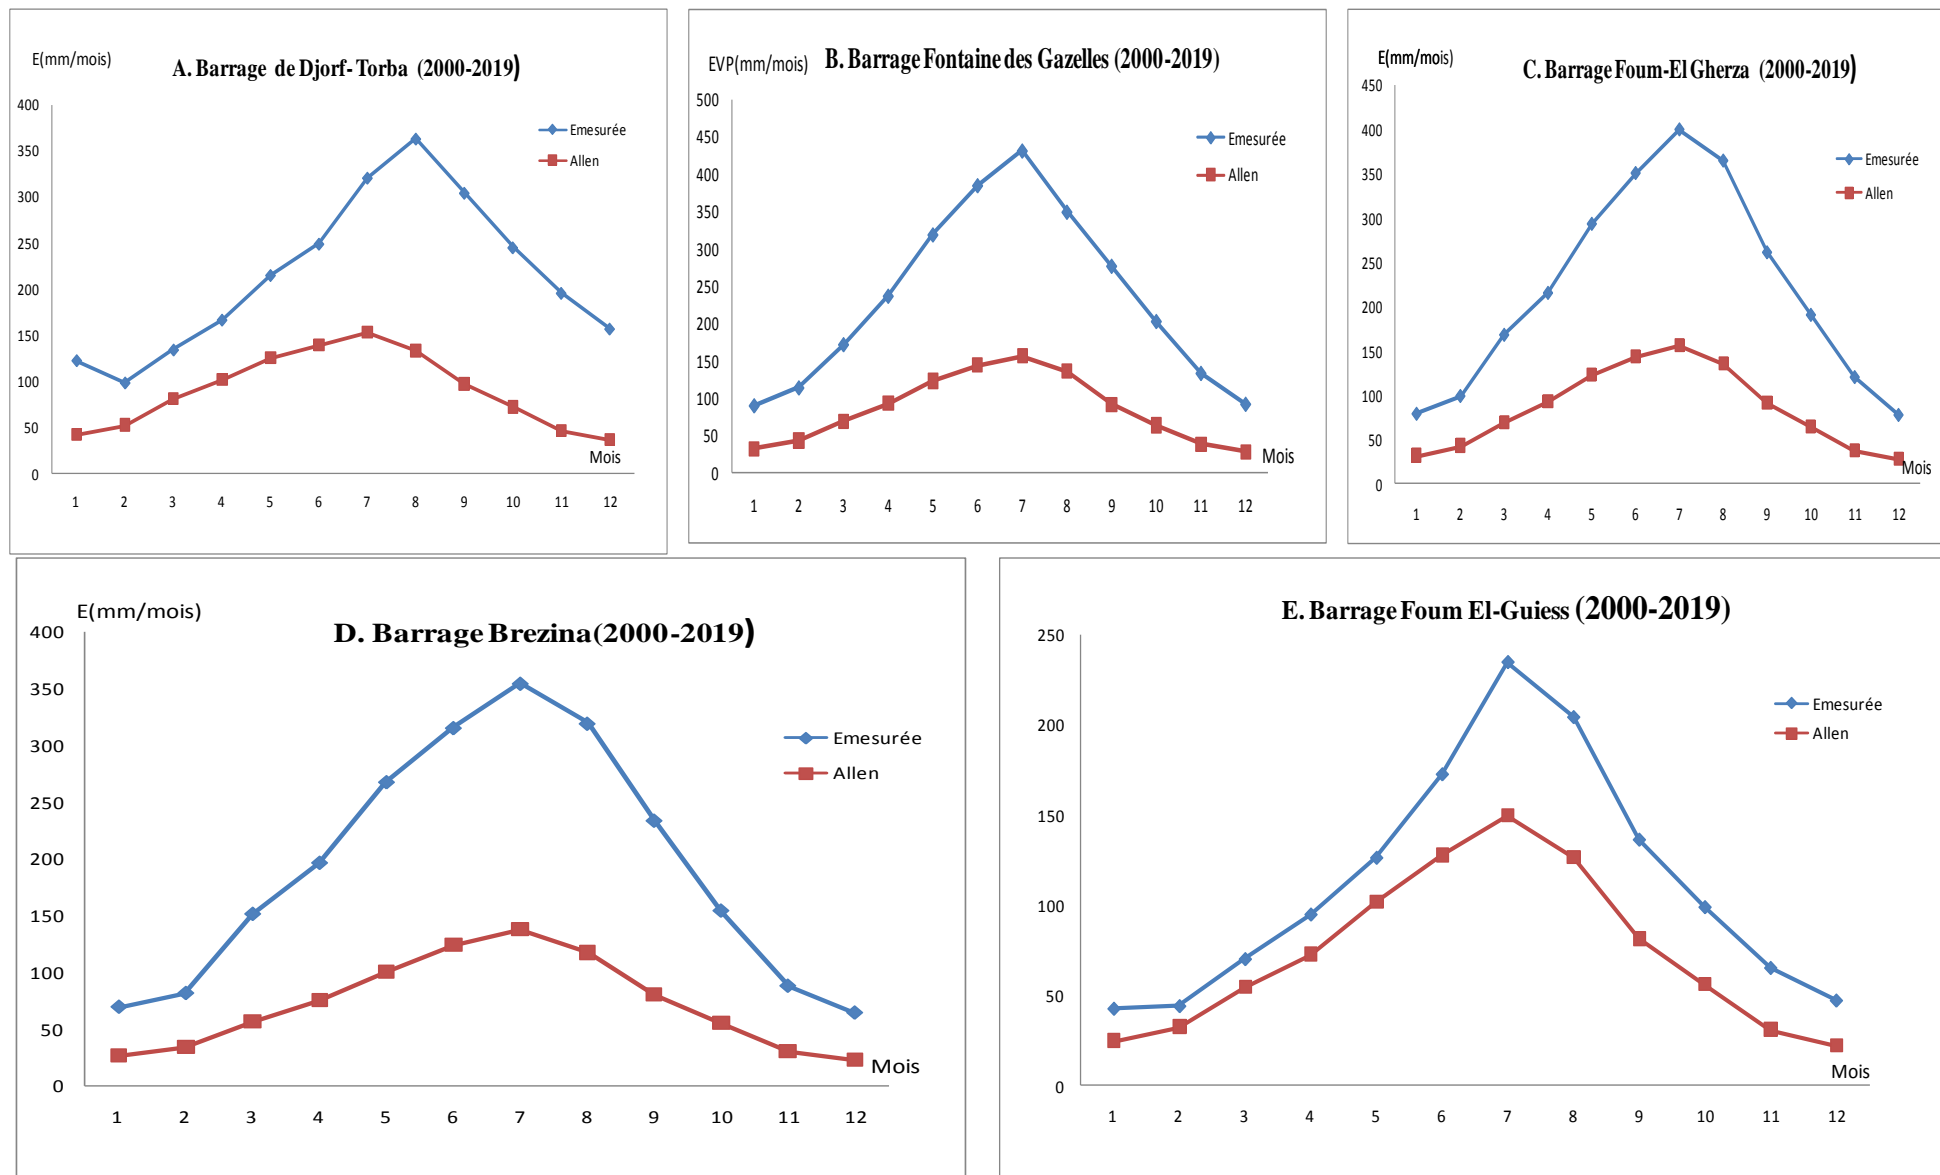 E(mm/mois)
A. Barrage de Djorf-Torba (2000-2019)
400
350
300
250
200
150
100
50
0
Emesurée
Allen
Mois
1 2 3 4 5 6 7 8 9 10 11 12
EVP(mm/mois)
B. Barrage Fontaine des Gazelles (2000-2019)
500
450
400
350
300
250
200
150
100
50
0
Emesurée
Allen
Mois
1 2 3 4 5 6 7 8 9 10 11 12
E(mm/mois)
C. Barrage Foum-El Gherza (2000-2019)
450
400
350
300
250
200
150
100
50
0
Emesurée
Allen
Mois
1 2 3 4 5 6 7 8 9 10 11 12
E(mm/mois)
D. Barrage Brezina(2000-2019)
400
350
300
250
200
150
100
50
0
Emesurée
Allen
Mois
1 2 3 4 5 6 7 8 9 10 11 12
E. Barrage Foum El-Guiess (2000-2019)
250
200
150
100
50
0
Emesurée
Allen
Mois
1 2 3 4 5 6 7 8 9 10 11 12